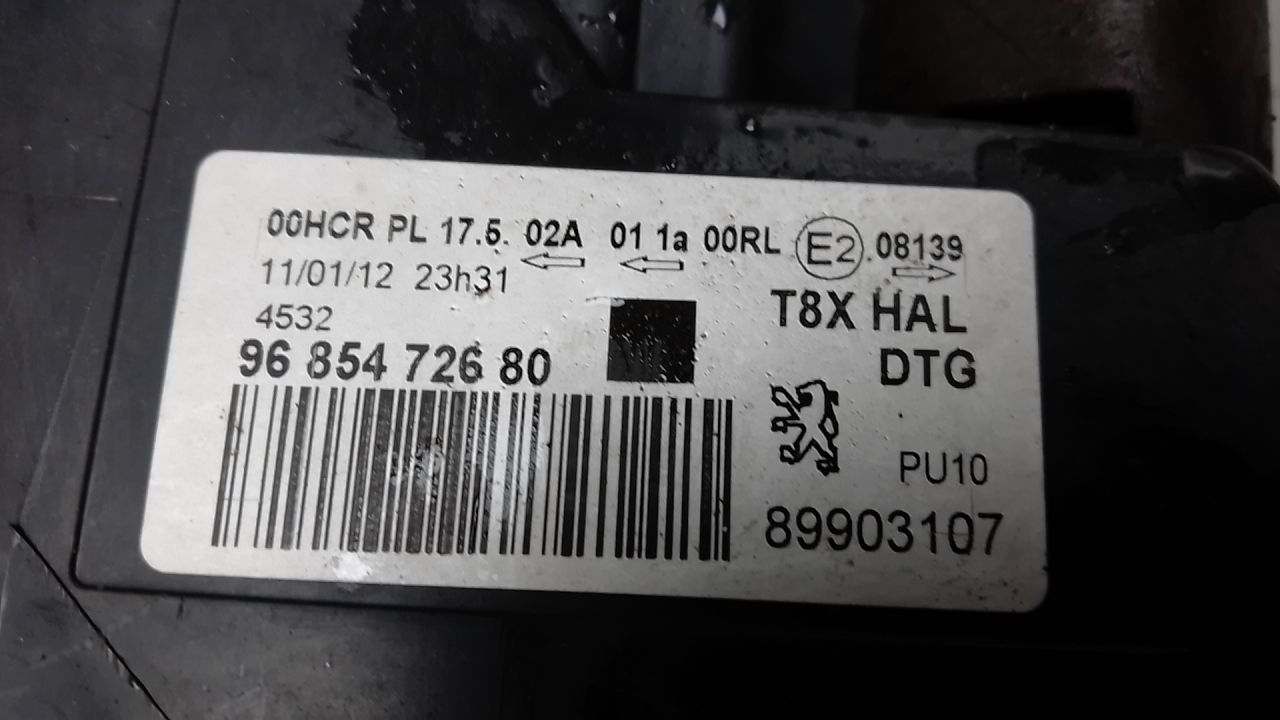 00HCR PL 17.5. 02A 01 1a 00RL E2 .08139
11/01/12 23h31
4532
T8X HAL
96 854 726 80
DTG
PU10
89903107